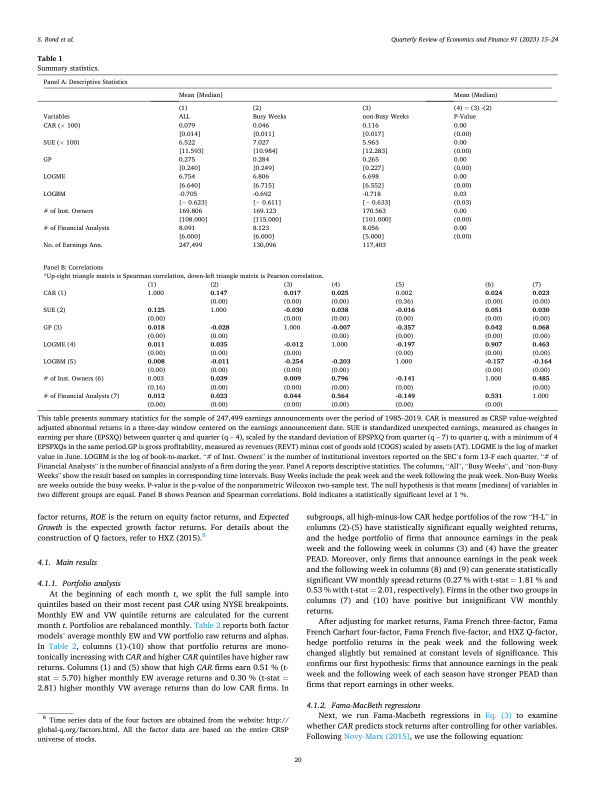 S. Bond et al.
Quarterly Review of Economics and Finance 91 (2023) 15–24
Table 1
Summary statistics.
Panel A: Descriptive Statistics
Mean [Median] Mean (Median)
(1) (2) (3) (4) = (3) -(2)
Variables ALL Busy Weeks non-Busy Weeks P-Value
CAR (× 100) 0.079 0.046 0.116 0.00
[0.014] [0.011] [0.017] (0.00)
SUE (× 100) 6.522 7.027 5.963 0.00
[11.593] [10.984] [12.283] (0.00)
GP 0.275 0.284 0.265 0.00
[0.240] [0.249] [0.227] (0.00)
LOGME 6.754 6.806 6.698 0.00
[6.640] [6.715] [6.552] (0.00)
LOGBM -0.705 -0.692 -0.718 0.03
[− 0.623] [− 0.611] [− 0.633] (0.03)
# of Inst. Owners 169.806 169.123 170.563 0.00
[108.000] [115.000] [101.000] (0.00)
# of Financial Analysts 8.091 8.123 8.056 0.00
[6.000] [6.000] [5.000] (0.00)
No. of Earnings Ann. 247,499 130,096 117,403
Panel B: Correlations
*Up-right triangle matrix is Spearman correlation, down-left triangle matrix is Pearson correlation.
(1) (2) (3) (4) (5) (6) (7)
CAR (1) 1.000 0.147 0.017 0.025 0.002 0.024 0.023
(0.00) (0.00) (0.00) (0.36) (0.00) (0.00)
SUE (2) 0.125 1.000 -0.030 0.038 -0.016 0.051 0.030
(0.00) (0.00) (0.00) (0.00) (0.00) (0.00)
GP (3) 0.018 -0.028 1.000 -0.007 -0.357 0.042 0.068
(0.00) (0.00) (0.00) (0.00) (0.00) (0.00)
LOGME (4) 0.011 0.035 -0.012 1.000 -0.197 0.907 0.463
(0.00) (0.00) (0.00) (0.00) (0.00) (0.00)
LOGBM (5) 0.008 -0.011 -0.254 -0.203 1.000 -0.157 -0.164
(0.00) (0.00) (0.00) (0.00) (0.00) (0.00)
# of Inst. Owners (6) 0.003 0.039 0.009 0.796 -0.141 1.000 0.485
(0.16) (0.00) (0.00) (0.00) (0.00) (0.00)
# of Financial Analysts (7) 0.012 0.023 0.044 0.564 -0.149 0.531 1.000
(0.00) (0.00) (0.00) (0.00) (0.00) (0.00)
This paper presents summary statistics for the sample of 247,499 earnings announcements over the period of 1985–2019. CAR is measured as CRSP value-weighted
adjusted abnormal returns in a three-day window centered on the earnings announcement date. SUE is standardized unexpected earnings, measured as changes in
earning per share (EPSXQ) between quarter q and quarter (q – 4), scaled by the standard deviation of EPSPXQ from quarter (q – 7) to quarter q, with a minimum of 4
EPSPXQs in the same period.GP is gross profitability, measured as revenues (REVT) minus cost of goods sold (COGS) scaled by assets (AT). LOGME is the log of market
value in June. LOGBM is the log of book-to-market. “# of Inst. Owners” is the number of institutional investors reported on the SEC's form 13-F each quarter. “# of
Financial Analysts” is the number of financial analysts of a firm during the year. Panel A reports descriptive statistics. The columns, “All”, “Busy Weeks”, and “non-Busy
Weeks” show the result based on samples in corresponding time intervals. Busy Weeks include the peak week and the week following the peak week. Non-Busy Weeks
are weeks outside the busy weeks. P-value is the p-value of the nonparametric Wilcoxon two-sample test. The null hypothesis is that means [medians] of variables in
two different groups are equal. Panel B shows Pearson and Spearman correlations. Bold indicates a statistically significant level at 1 %.
factor returns, ROE is the return on equity factor returns, and Expected
Growth is the expected growth factor returns. For details about the
construction of Q factors, refer to HXZ (2015).8
4.1. Main results
4.1.1. Portfolio analysis
At the beginning of each month t, we split the full sample into
quintiles based on their most recent past CAR using NYSE breakpoints.
Monthly EW and VW quintile returns are calculated for the current
month t. Portfolios are rebalanced monthly. Table 2 reports both factor
models' average monthly EW and VW portfolio raw returns and alphas.
In Table 2, columns (1)-(10) show that portfolio returns are mono-
tonically increasing with CAR and higher CAR quintiles have higher raw
returns. Columns (1) and (5) show that high CAR firms earn 0.51 % (t-
stat = 5.70) higher monthly EW average returns and 0.30 % (t-stat =
2.81) higher monthly VW average returns than do low CAR firms. In
8 Time series data of the four factors are obtained from the website: http://
global-q.org/factors.html. All the factor data are based on the entire CRSP
universe of stocks.
subgroups, all high-minus-low CAR hedge portfolios of the row “H-L” in
columns (2)-(5) have statistically significant equally weighted returns,
and the hedge portfolio of firms that announce earnings in the peak
week and the following week in columns (3) and (4) have the greater
PEAD. Moreover, only firms that announce earnings in the peak week
and the following week in columns (8) and (9) can generate statistically
significant VW monthly spread returns (0.27 % with t-stat = 1.81 % and
0.53 % with t-stat = 2.01, respectively). Firms in the other two groups in
columns (7) and (10) have positive but insignificant VW monthly
returns.
After adjusting for market returns, Fama French three-factor, Fama
French Carhart four-factor, Fama French five-factor, and HXZ Q-factor,
hedge portfolio returns in the peak week and the following week
changed slightly but remained at constant levels of significance. This
confirms our first hypothesis: firms that announce earnings in the peak
week and the following week of each season have stronger PEAD than
firms that report earnings in other weeks.
4.1.2. Fama-MacBeth regressions
Next, we run Fama-Macbeth regressions in Eq. (3) to examine
whether CAR predicts stock returns after controlling for other variables.
Following Novy-Marx (2015), we use the following equation:
20